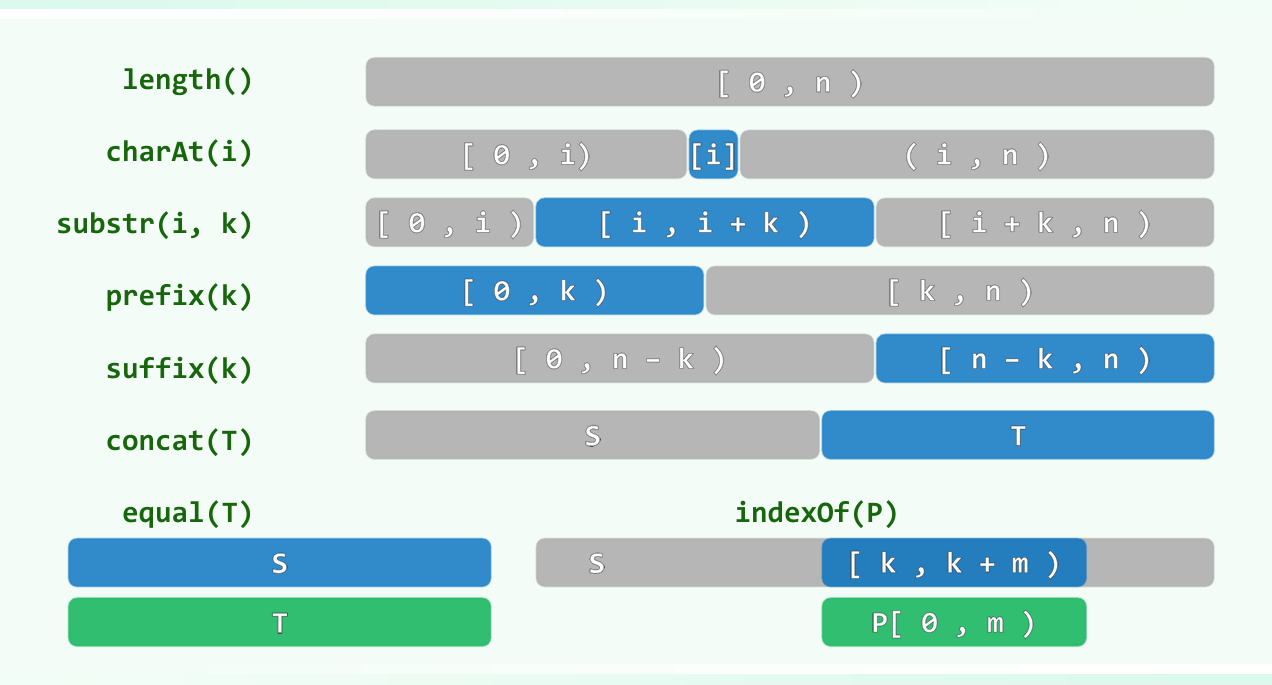 length() [ 0 , n )
charAt(i) [ 0 , i) [i] ( i , n )
substr(i, k) [ 0 , i ) [ i , i + k ) [ i + k , n )
prefix(k) [ 0 , k ) [ k , n )
suffix(k) [ 0 , n − k ) [ n − k , n )
concat(T) S T
equal(T) indexOf(P)
S S [ k , k + m )
T P[ 0 , m )